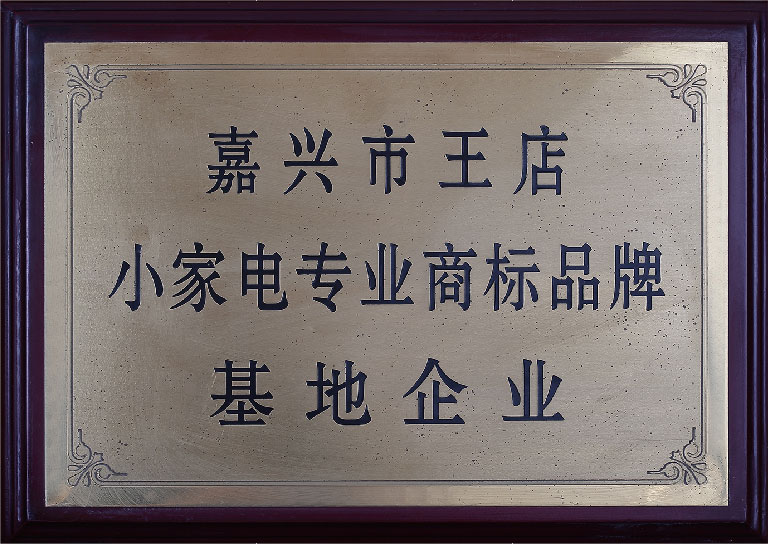 嘉兴市王店
小家电专业商标品牌
基地企业